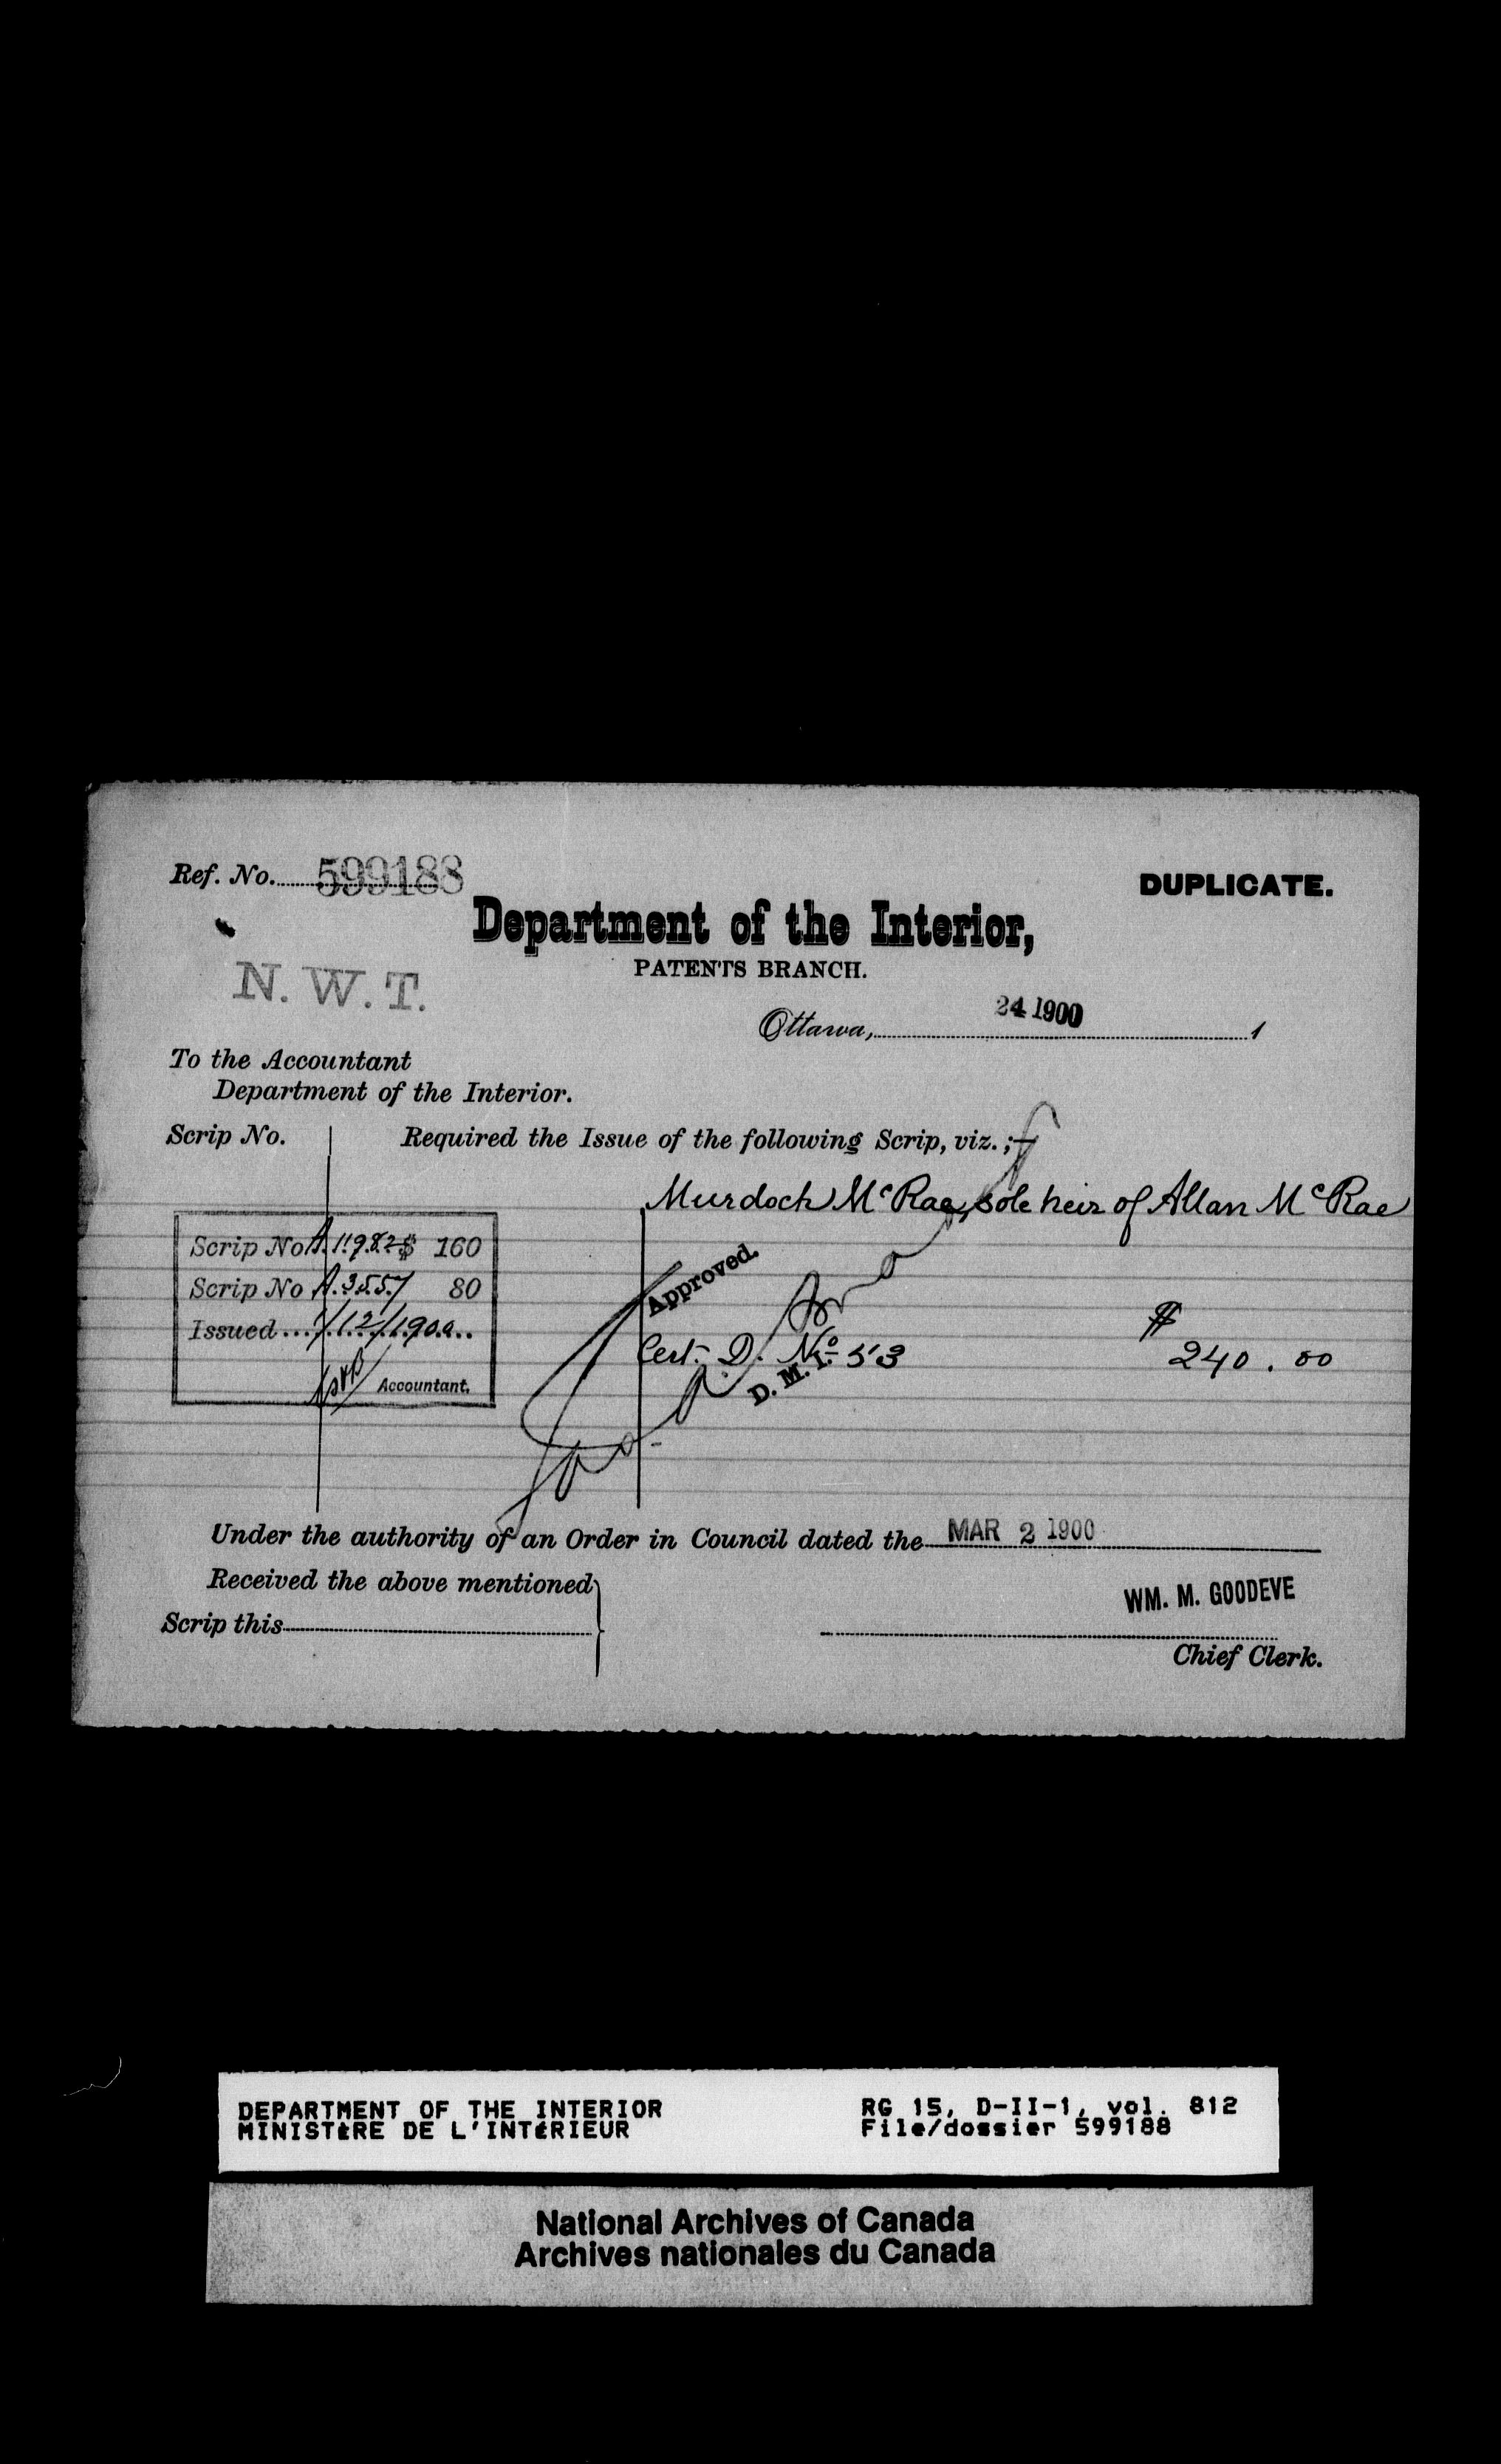 Ref. No. 599188
DUPLICATE.
Department of the Interior,
PATENTS BRANCH.
N. W. T.
Ottawa, 24 1900 1
To the Accountant
Department of the Interior.
Scrip No. Required the Issue of the following Scrip, viz. ;—
Murdoch McRae, sole heir of Allan McRae
Scrip No A.11982 $ 160
Scrip No A.3557 80
Issued 7/12/1900
Accountant.
Approved.
Cert. D. No 53
$
240.00
D. M. I.
Under the authority of an Order in Council dated the MAR 2 1900
Received the above mentioned
Scrip this
WM. M. GOODEVE
Chief Clerk.
DEPARTMENT OF THE INTERIOR RG 15, D-II-1, vol. 812
MINISTÈRE DE L'INTÉRIEUR File/dossier 599188
National Archives of Canada
Archives nationales du Canada